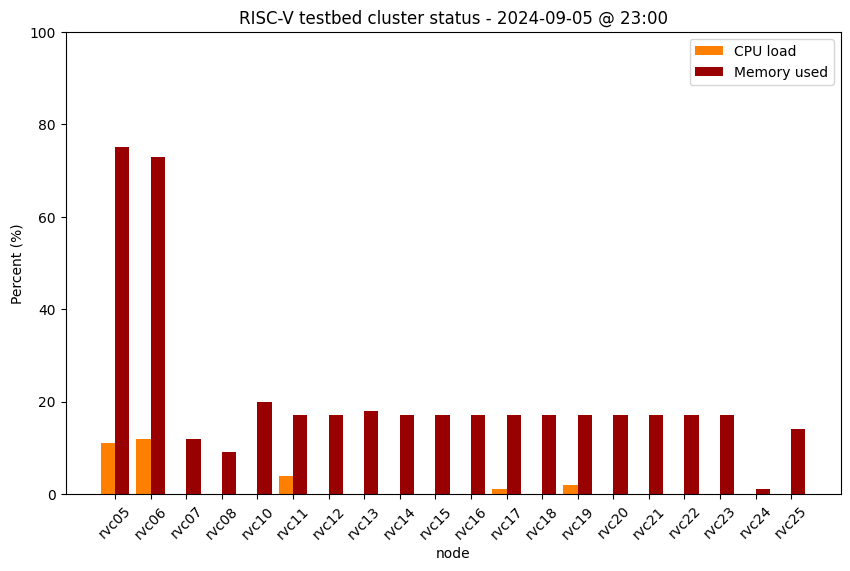 RISC-V testbed cluster status - 2024-09-05 @ 23:00
CPU load
Memory used
Percent (%)
100
80
60
40
20
0
rvc05 rvc06 rvc07 rvc08 rvc10 rvc11 rvc12 rvc13 rvc14 rvc15 rvc16 rvc17 rvc18 rvc19 rvc20 rvc21 rvc22 rvc23 rvc24 rvc25
node